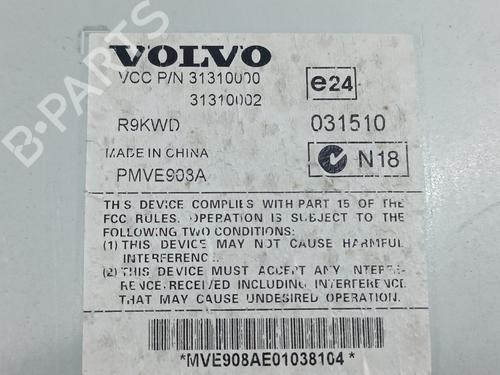 VOLVO
VCC P/N 31310000
31310002
e24
R9KWD
031510
MADE IN CHINA
N18
PMVE903A
THIS DEVICE COMPLIES WITH PART 15 OF THE
FCC RULES. OPERATION IS SUBJECT TO THE
FOLLOWING TWO CONDITIONS:
(1) THIS DEVICE MAY NOT CAUSE HARMFUL
INTERFERENCE.
(2) THIS DEVICE MUST ACCEPT ANY INTERFE-
RENCE RECEIVED INCLUDING INTERFERENCE
THAT MAY CAUSE UNDESIRED OPERATION.
*MVE908AE01038104*